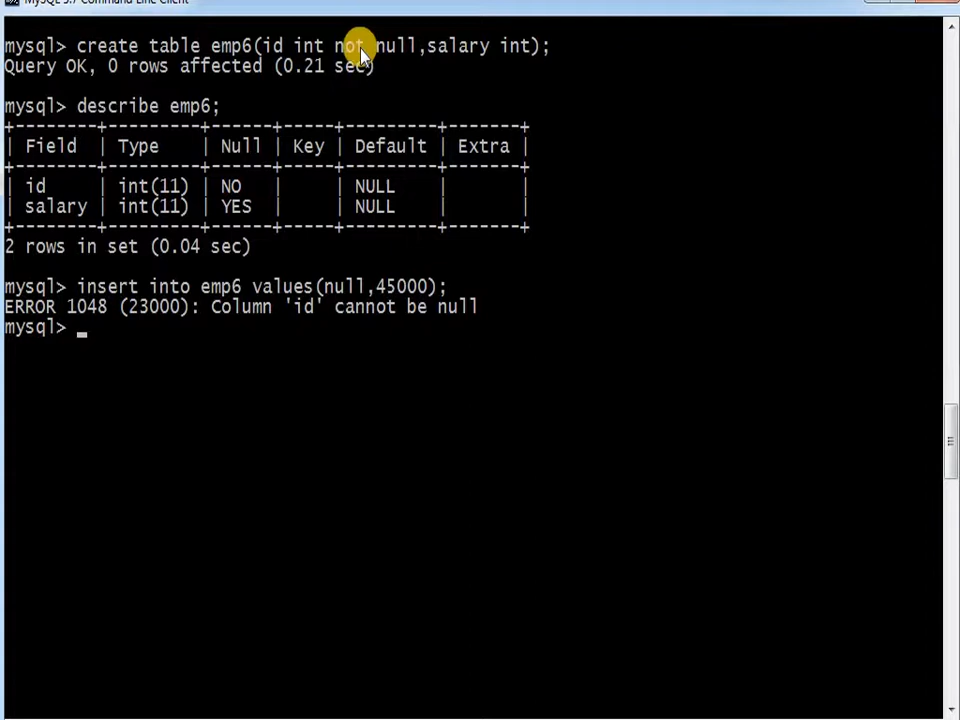 MySQL 5.7 Command Line Client
mysql> create table emp6(id int not null,salary int);
Query OK, 0 rows affected (0.21 sec)
mysql> describe emp6;
+--------+---------+------+-----+---------+-------+
| Field  | Type    | Null | Key | Default | Extra |
+--------+---------+------+-----+---------+-------+
| id     | int(11) | NO   |     | NULL    |       |
| salary | int(11) | YES  |     | NULL    |       |
+--------+---------+------+-----+---------+-------+
2 rows in set (0.04 sec)
mysql> insert into emp6 values(null,45000);
ERROR 1048 (23000): Column 'id' cannot be null
mysql> _